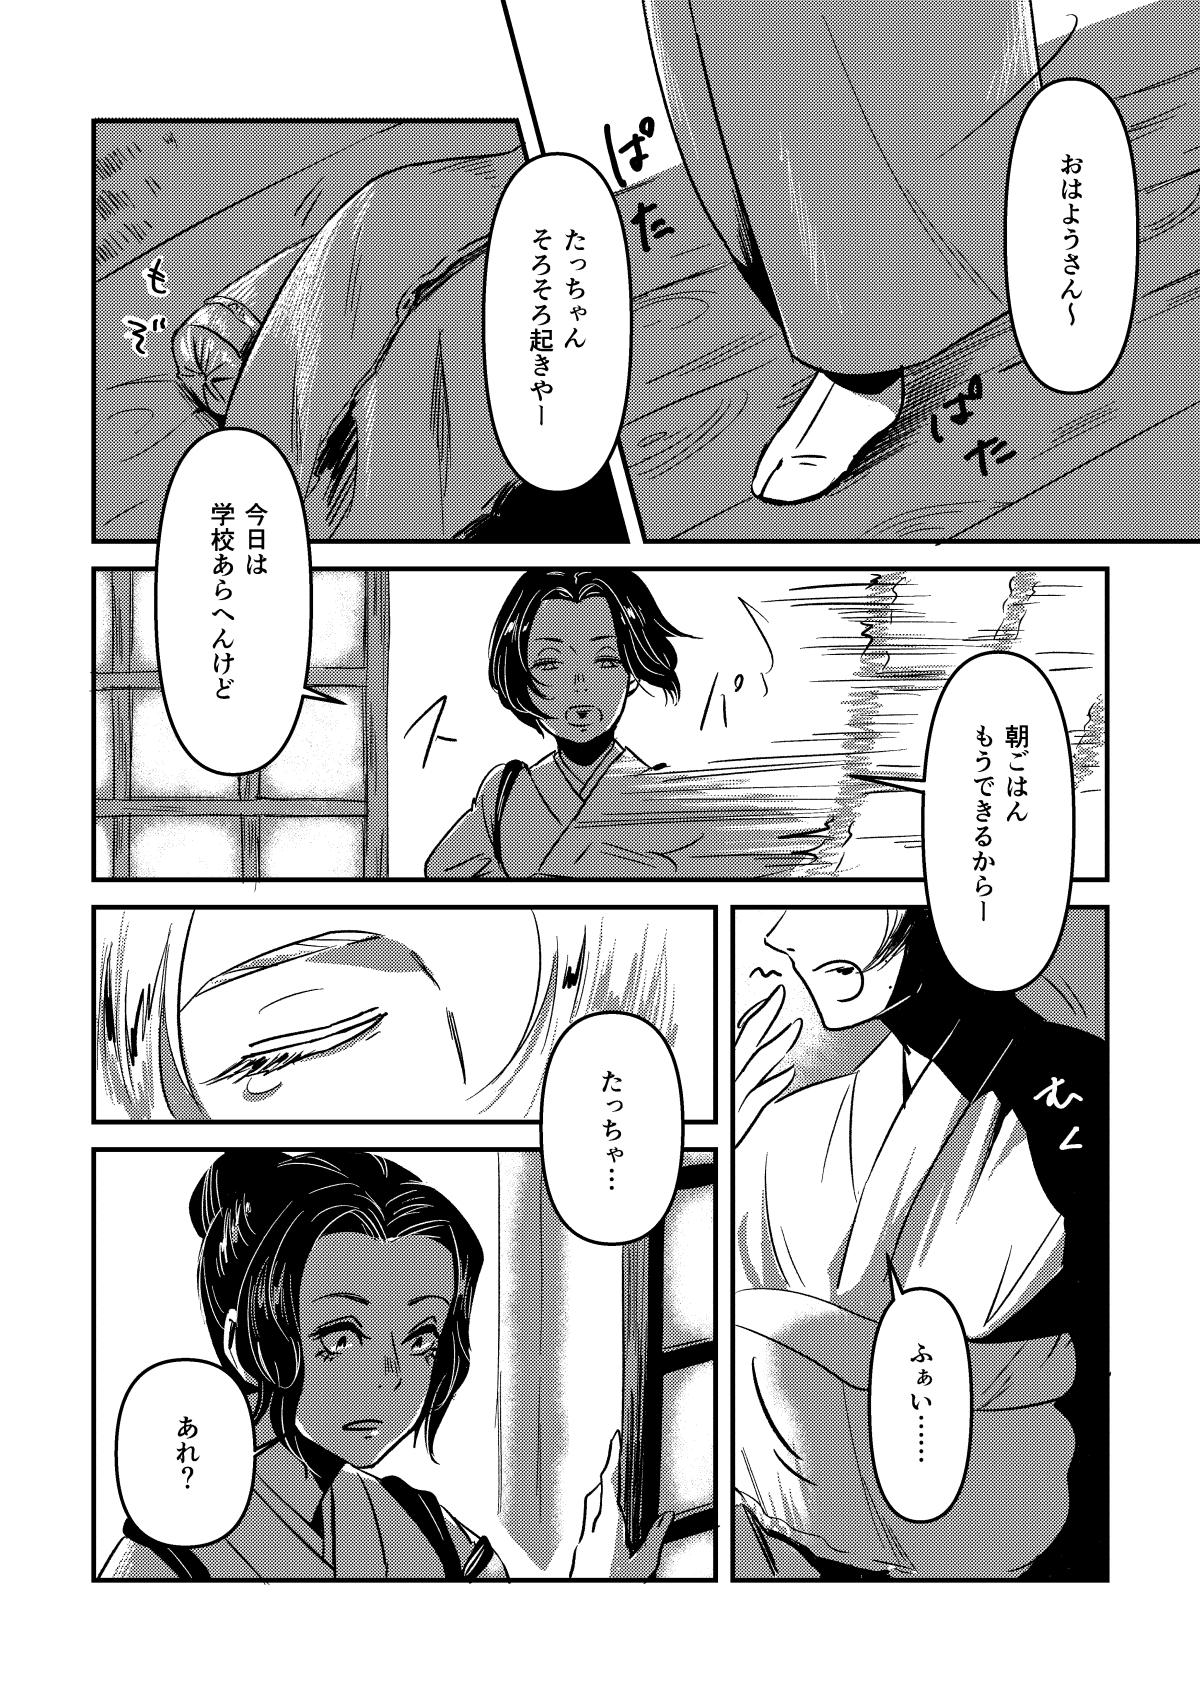 おはようさん～
ぱ
た
ぱ
た
たっちゃん
そろそろ起きやー
も
ぞ
今日は
学校あらへんけど
朝ごはん
もうできるからー
パ
ス
むく
ふぁい……
たっちゃ…
あれ？